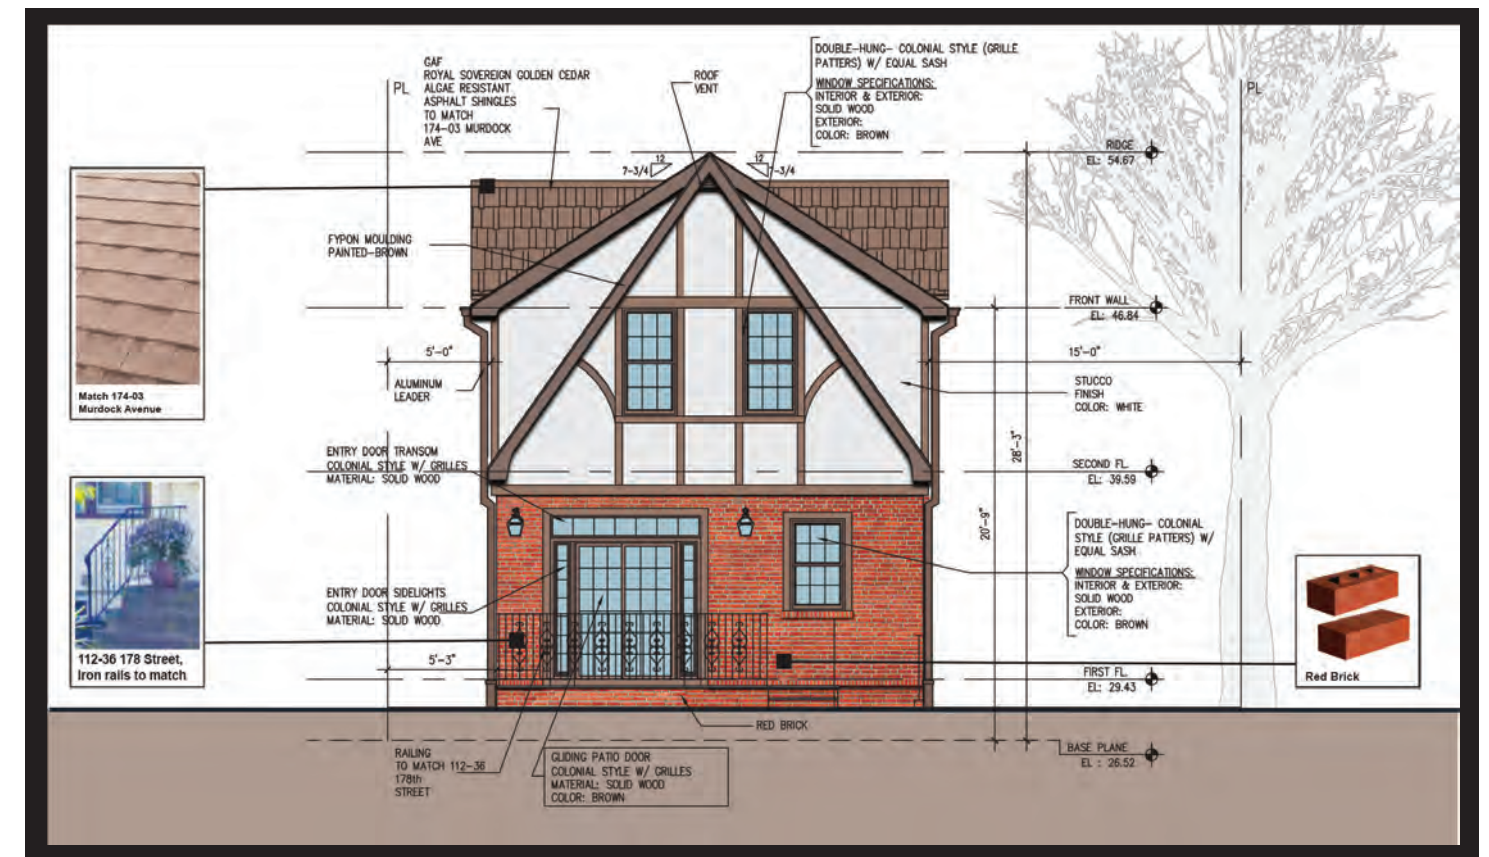 GAF
ROYAL SOVEREIGN GOLDEN CEDAR
ALGAE RESISTANT
ASPHALT SHINGLES
TO MATCH
174-03 MURDOCK
AVE
PL
ROOF
VENT
DOUBLE-HUNG- COLONIAL STYLE (GRILLE
PATTERS) W/ EQUAL SASH
WINDOW SPECIFICATIONS:
INTERIOR & EXTERIOR:
SOLID WOOD
EXTERIOR:
COLOR: BROWN
PL
RIDGE
EL: 54.67
12
7-3/4
12
7-3/4
Match 174-03
Murdock Avenue
FYPON MOULDING
PAINTED-BROWN
FRONT WALL
EL: 46.84
5'-0"
15'-0"
ALUMINUM
LEADER
STUCCO
FINISH
COLOR: WHITE
28'-3"
20'-9"
ENTRY DOOR TRANSOM
COLONIAL STYLE W/ GRILLES
MATERIAL: SOLID WOOD
SECOND FL.
EL: 39.59
DOUBLE-HUNG- COLONIAL
STYLE (GRILLE PATTERS) W/
EQUAL SASH
WINDOW SPECIFICATIONS:
INTERIOR & EXTERIOR:
SOLID WOOD
EXTERIOR:
COLOR: BROWN
ENTRY DOOR SIDELIGHTS
COLONIAL STYLE W/ GRILLES
MATERIAL: SOLID WOOD
112-36 178 Street,
Iron rails to match
5'-3"
FIRST FL.
EL: 29.43
Red Brick
RED BRICK
RAILING
TO MATCH 112-36
178th
STREET
GLIDING PATIO DOOR
COLONIAL STYLE W/ GRILLES
MATERIAL: SOLID WOOD
COLOR: BROWN
BASE PLANE
EL : 26.52